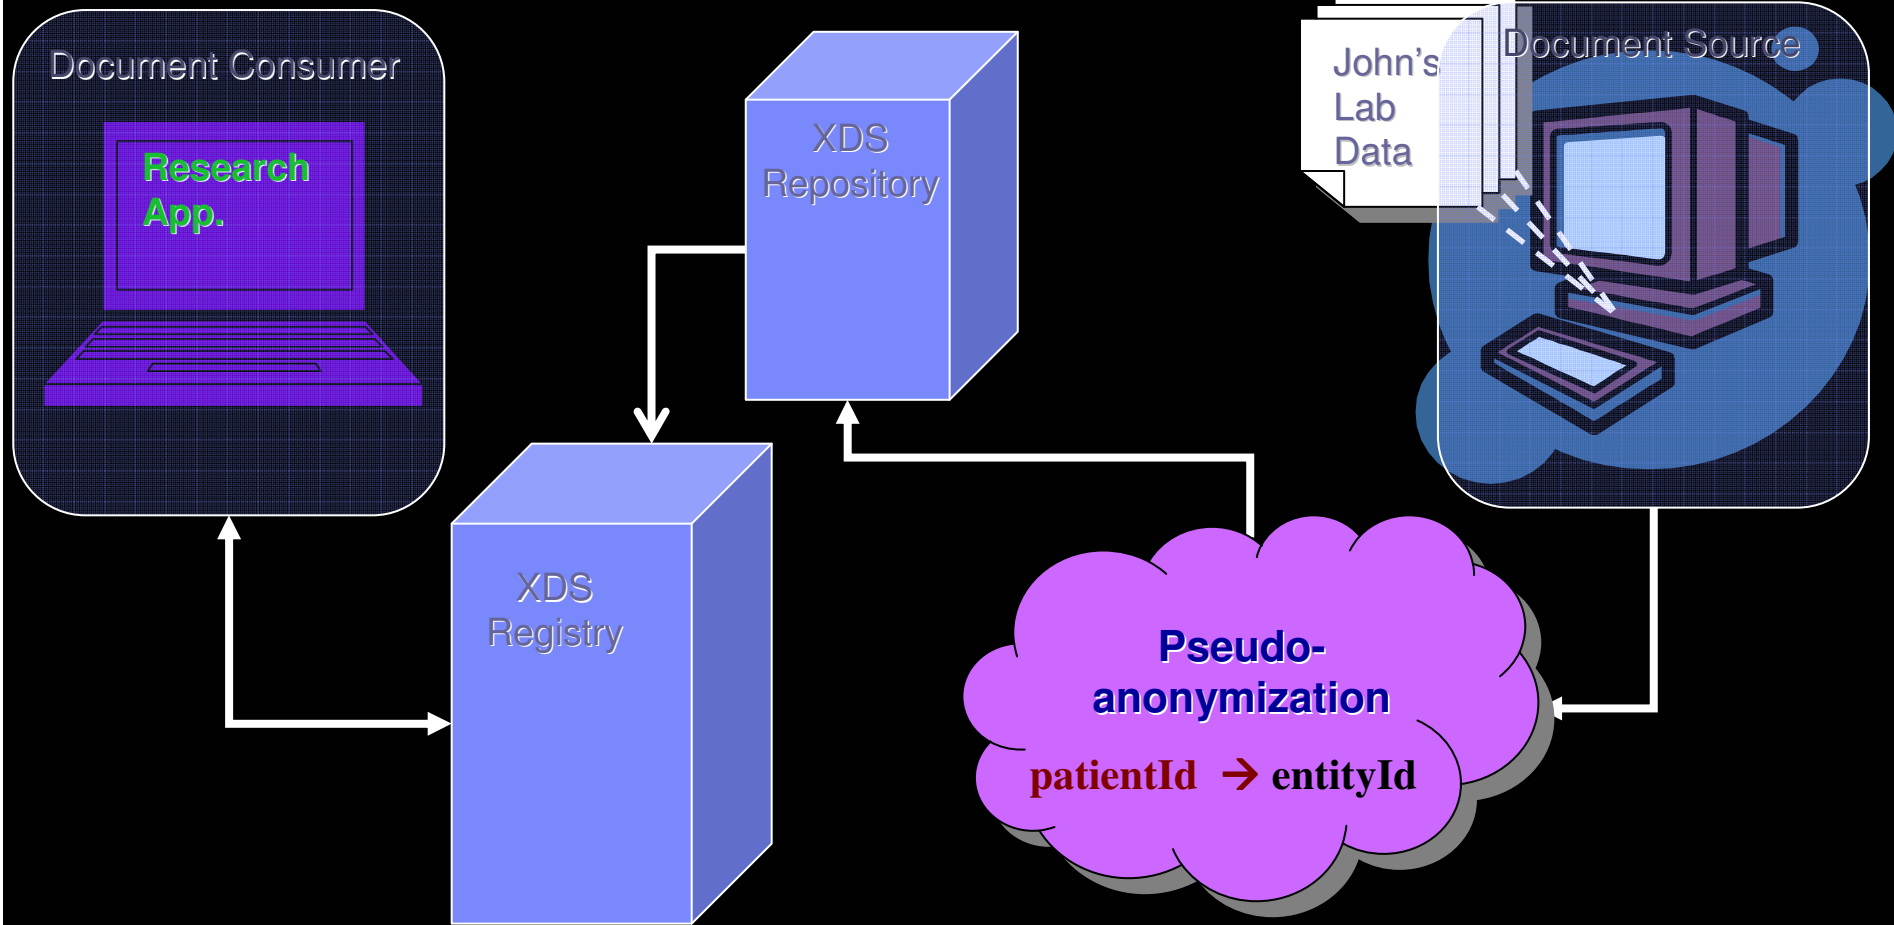 Document Consumer
Research
App.
XDS
Repository
John's
Lab
Data
Document Source
XDS
Registry
Pseudo-
anonymization
patientId → entityId